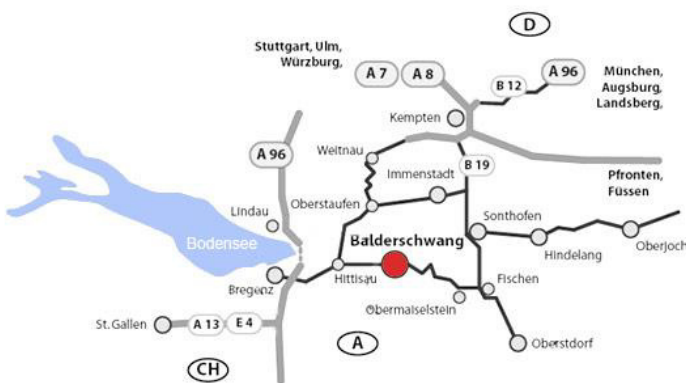 D
Stuttgart, Ulm,
Würzburg,
A 7
A 8
B 12
A 96
München,
Augsburg,
Landsberg,
Kempten
A 96
Weitnau
B 19
Immenstadt
Pfronten,
Füssen
Lindau
Oberstaufen
Sonthofen
Bodensee
Balderschwang
Hindelang
Oberjoch
Bregenz
Hittisau
Fischen
Obermaiselstein
St. Gallen
A 13
E 4
A
Oberstdorf
CH